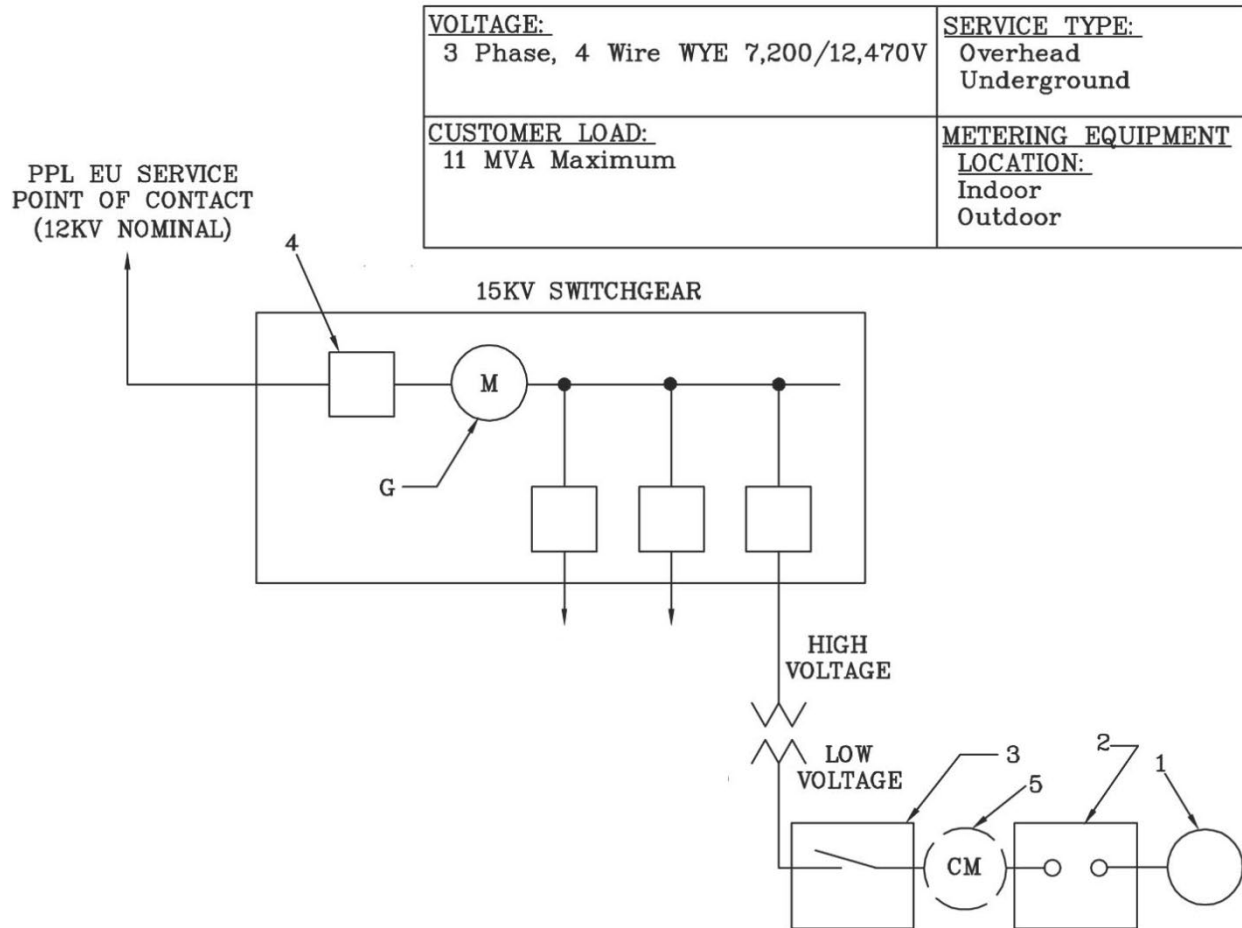 VOLTAGE:
3 Phase, 4 Wire WYE 7,200/12,470V
SERVICE TYPE:
Overhead
Underground
CUSTOMER LOAD:
11 MVA Maximum
METERING EQUIPMENT
LOCATION:
Indoor
Outdoor
PPL EU SERVICE
POINT OF CONTACT
(12KV NOMINAL)
4
15KV SWITCHGEAR
M
G
HIGH
VOLTAGE
LOW
VOLTAGE
3
5
2
1
CM